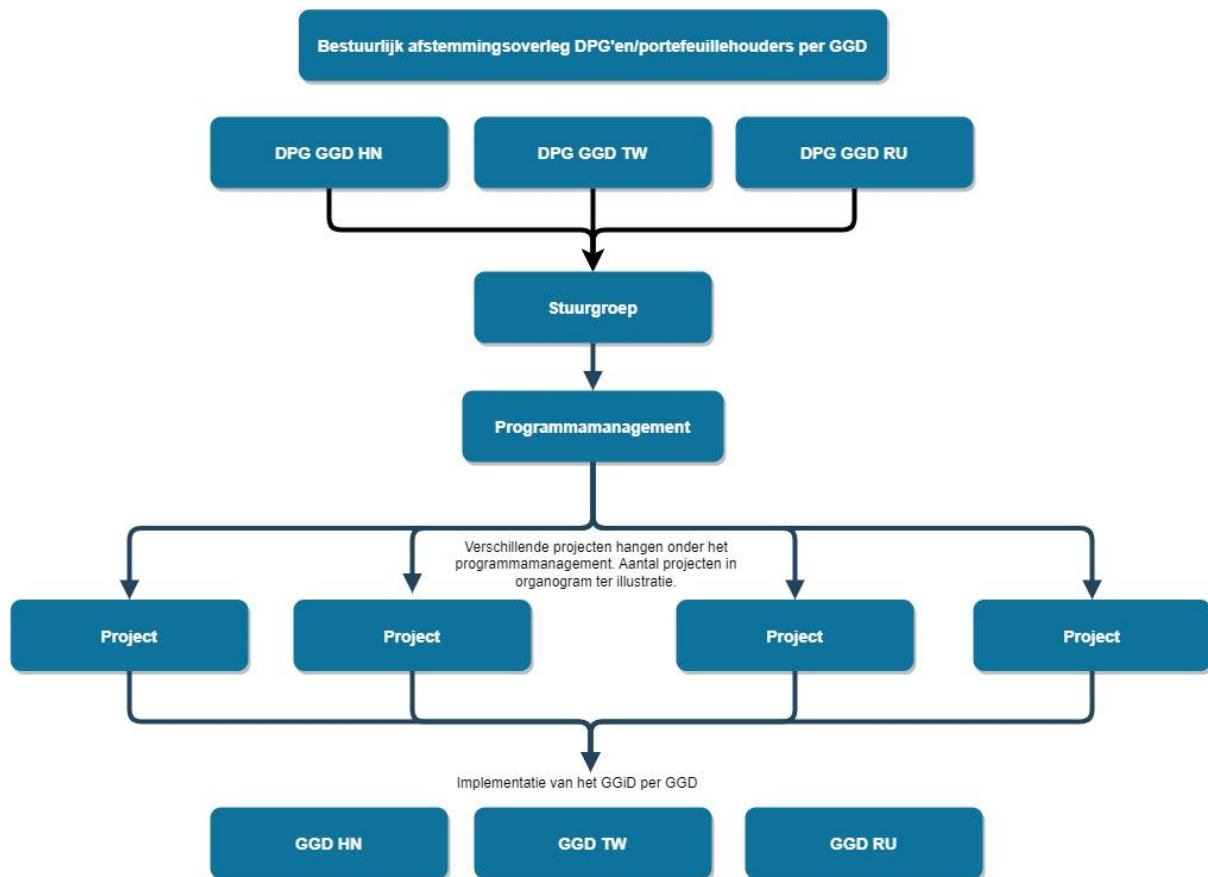 Bestuurlijk afstemmingsoverleg DPG'en/portefeuillehouders per GGD
DPG GGD HN
DPG GGD TW
DPG GGD RU
Stuurgroep
Programmamanagement
Verschillende projecten hangen onder het
programmamanagement. Aantal projecten in
organogram ter illustratie.
Project
Project
Project
Project
Implementatie van het GGiD per GGD
GGD HN
GGD TW
GGD RU